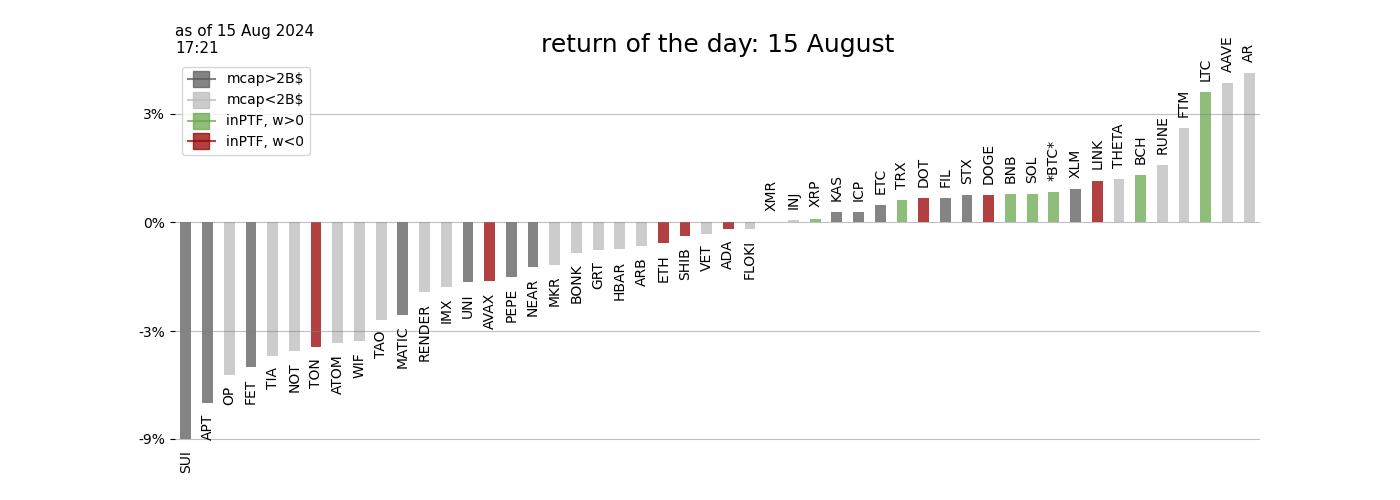 as of 15 Aug 2024
17:21
return of the day: 15 August
mcap>2B$
mcap<2B$
inPTF, w>0
inPTF, w<0
3%
0%
-3%
-9%
SUI
APT
OP
FET
TIA
NOT
TON
ATOM
WIF
TAO
MATIC
RENDER
IMX
UNI
AVAX
PEPE
NEAR
MKR
BONK
GRT
HBAR
ARB
ETH
SHIB
VET
ADA
FLOKI
XMR
INJ
XRP
KAS
ICP
ETC
TRX
DOT
FIL
STX
DOGE
BNB
SOL
*BTC*
XLM
LINK
THETA
BCH
RUNE
FTM
LTC
AAVE
AR